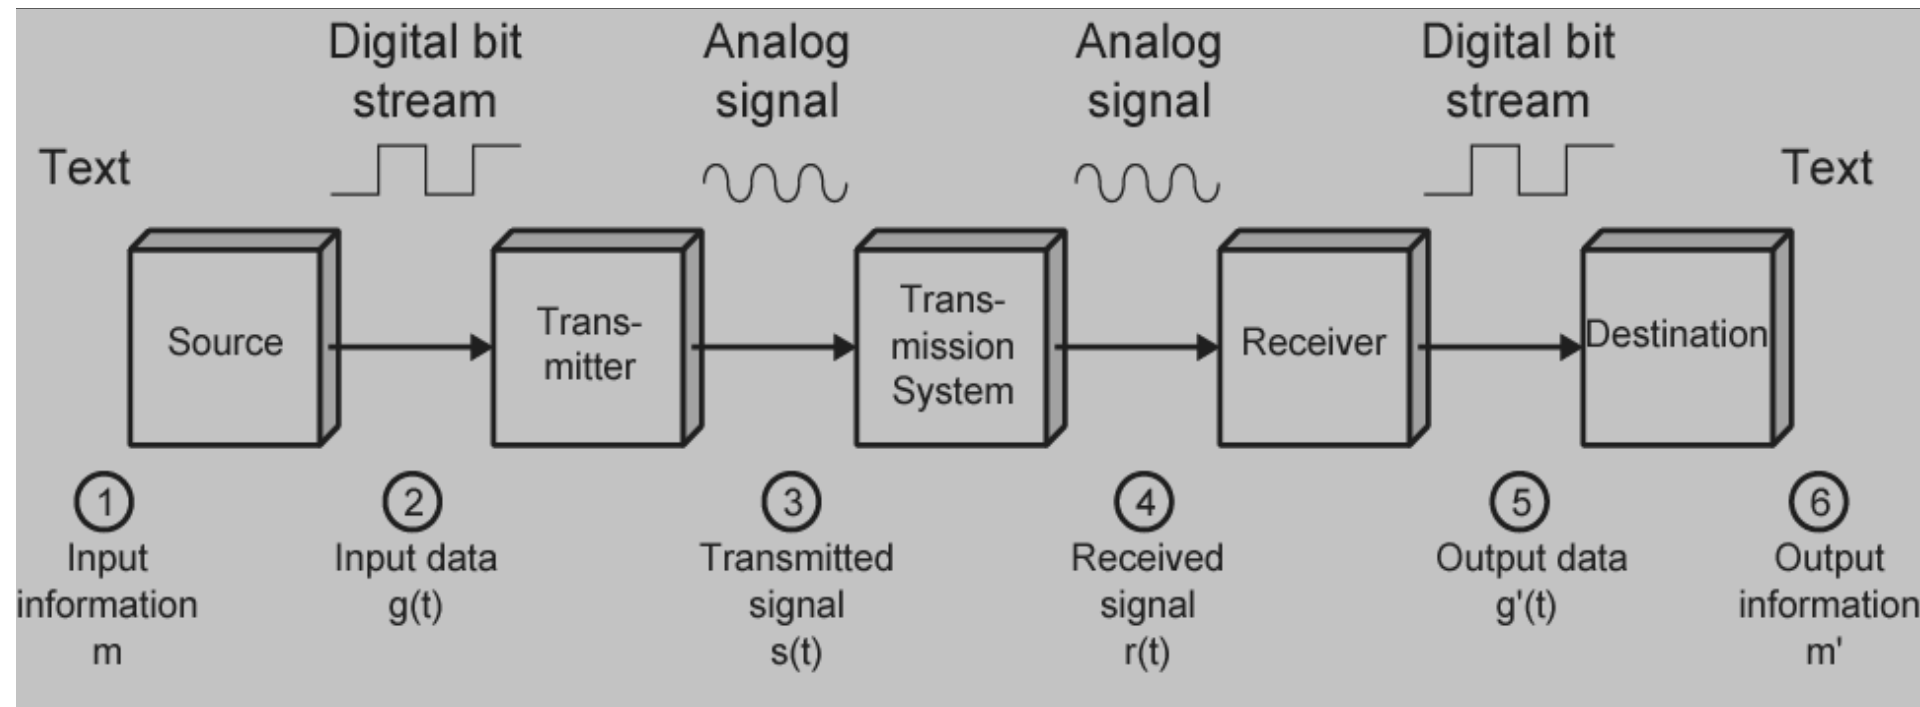 Digital bit
stream
Analog
signal
Analog
signal
Digital bit
stream
Text
Text
Source
Trans-
mitter
Trans-
mission
System
Receiver
Destination
1
Input
information
m
2
Input data
g(t)
3
Transmitted
signal
s(t)
4
Received
signal
r(t)
5
Output data
g'(t)
6
Output
information
m'